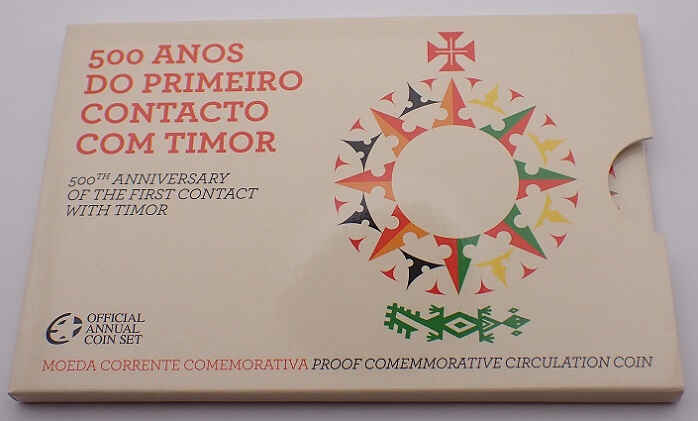 500 ANOS
DO PRIMEIRO
CONTACTO
COM TIMOR
500TH ANNIVERSARY
OF THE FIRST CONTACT
WITH TIMOR
OFFICIAL
ANNUAL
COIN SET
MOEDA CORRENTE COMEMORATIVA PROOF COMEMMORATIVE CIRCULATION COIN